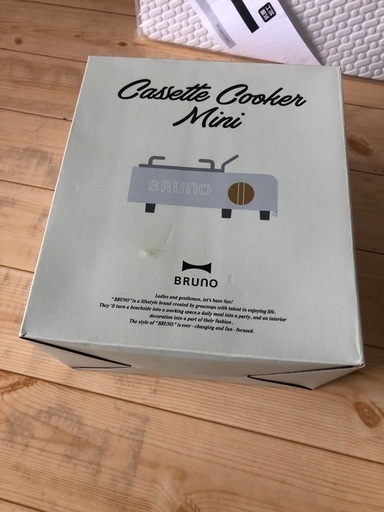 Cassette Cooker
Mini
BRUNO
BRUNO
Ladies and gentlemen, let's have fun!
"BRUNO" is a lifestyle brand created by grownups with talent in enjoying life.
They'll turn a beachside into a working space, a daily meal into a party, and an interior
decoration into a part of their fashion.
The style of "BRUNO" is ever - changing and fun - focused.